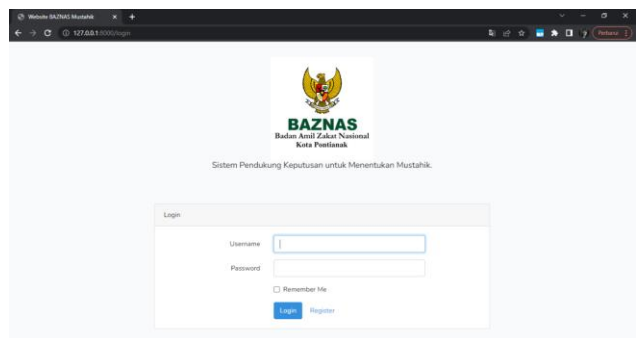 Website BAZNAS Mustahik
127.0.0.1:8000/login
Perbarui
BAZNAS
Badan Amil Zakat Nasional
Kota Pontianak
Sistem Pendukung Keputusan untuk Menentukan Mustahik.
Login
Username
Password
Remember Me
Login Register